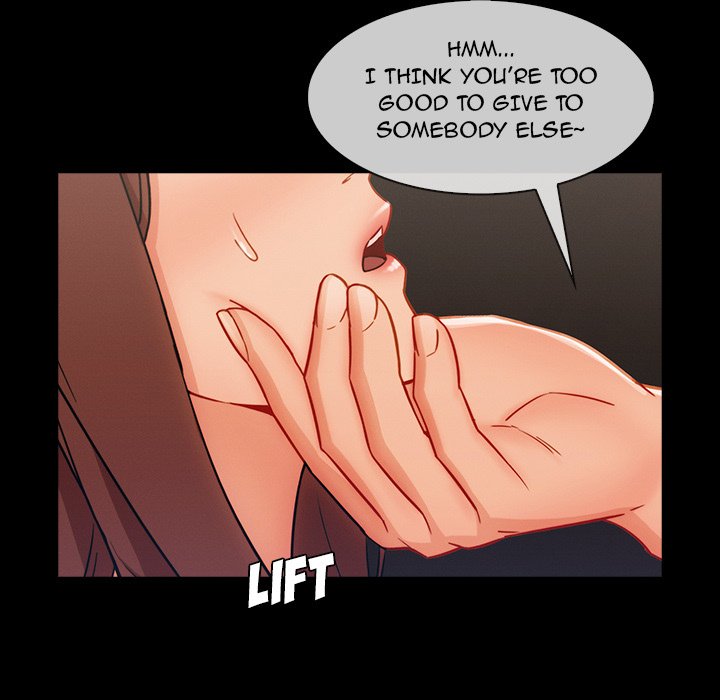 HMM...
I THINK YOU'RE TOO
GOOD TO GIVE TO
SOMEBODY ELSE~
LIFT